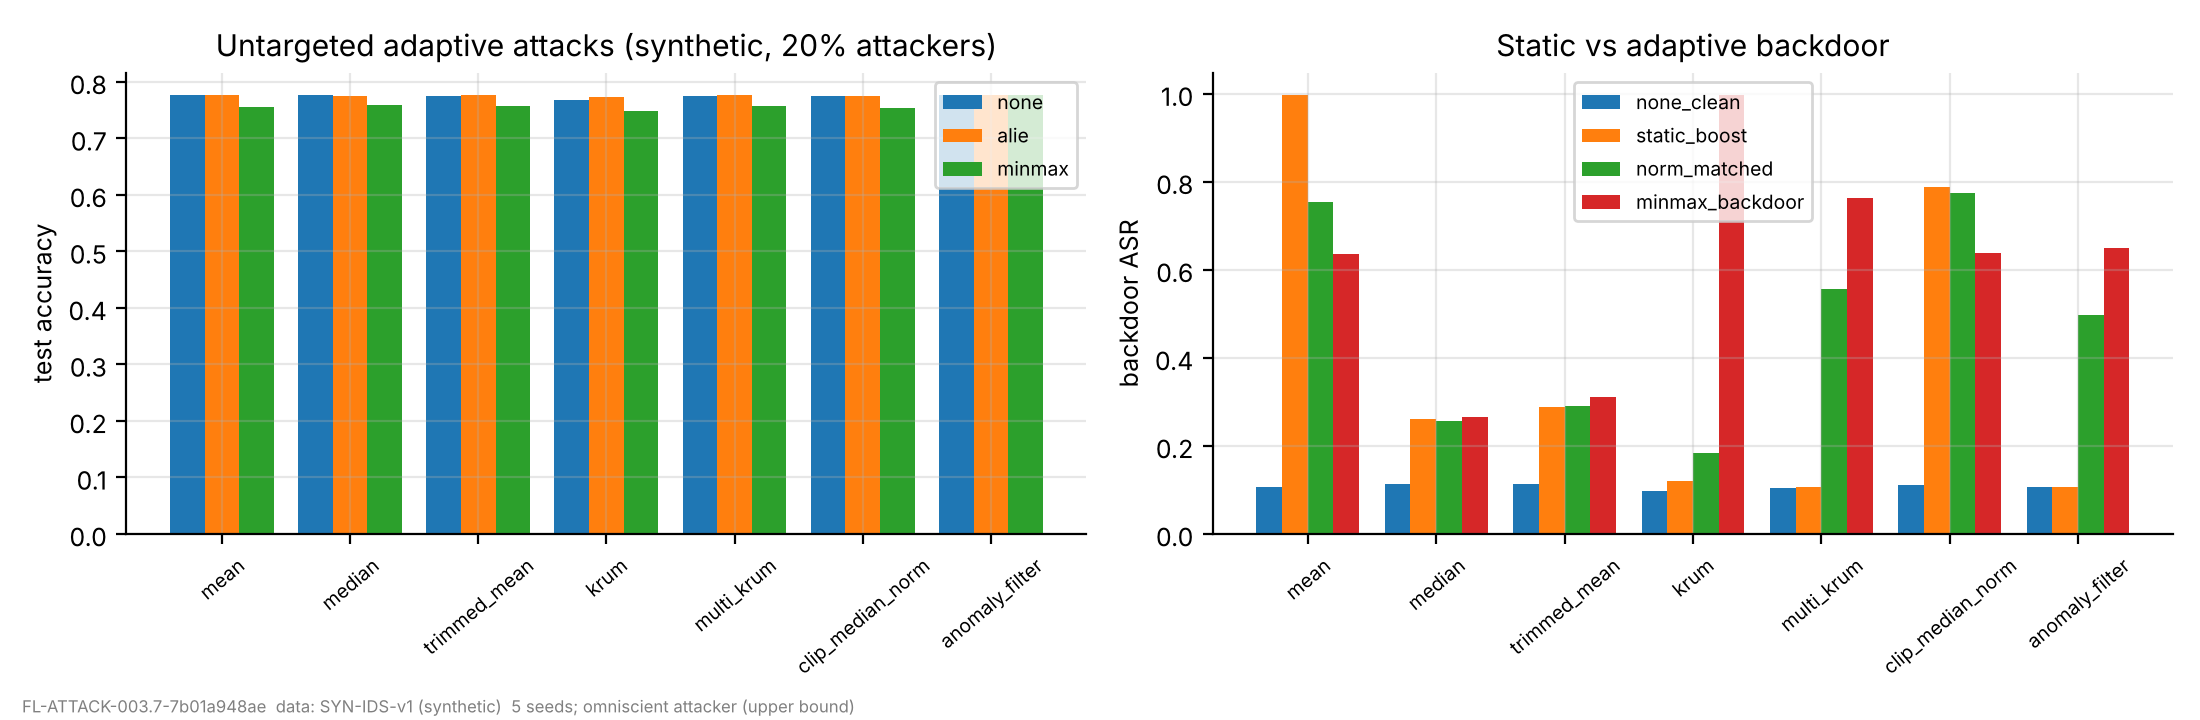 Untargeted adaptive attacks (synthetic, 20% attackers)
test accuracy
0.8
0.7
0.6
0.5
0.4
0.3
0.2
0.1
0.0
none
alie
minmax
mean
median
trimmed_mean
krum
multi_krum
clip_median_norm
anomaly_filter
Static vs adaptive backdoor
backdoor ASR
1.0
0.8
0.6
0.4
0.2
0.0
none_clean
static_boost
norm_matched
minmax_backdoor
mean
median
trimmed_mean
krum
multi_krum
clip_median_norm
anomaly_filter
FL-ATTACK-003.7-7b01a948ae data: SYN-IDS-v1 (synthetic) 5 seeds; omniscient attacker (upper bound)